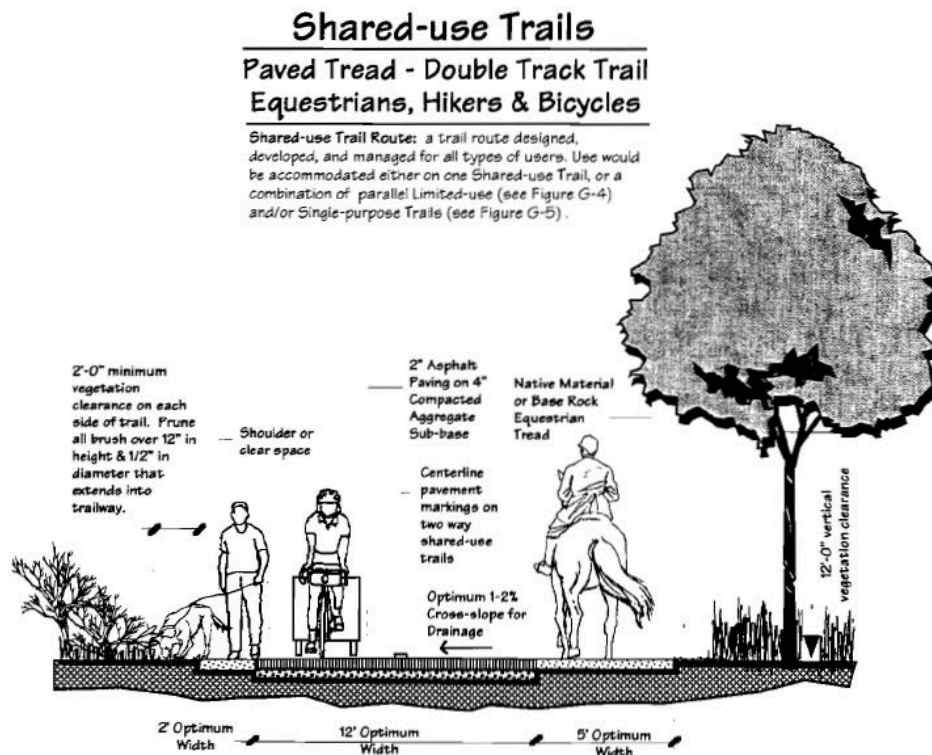 Shared-use Trails
Paved Tread - Double Track Trail
Equestrians, Hikers & Bicycles
Shared-use Trail Route: a trail route designed,
developed, and managed for all types of users. Use would
be accommodated either on one Shared-use Trail, or a
combination of parallel Limited-use (see Figure G-4)
and/or Single-purpose Trails (see Figure G-5) .
2'-0" minimum
vegetation
clearance on each
side of trail. Prune
all brush over 12" in
height & 1/2" in
diameter that
extends into
trailway.
Shoulder or
clear space
2" Asphalt
Paving on 4"
Compacted
Aggregate
Sub-base
Native Material
or Base Rock
Equestrian
Tread
Centerline
pavement
markings on
two way
shared-use
trails
Optimum 1-2%
Cross-slope for
Drainage
12'-0" vertical
vegetation clearance
2' Optimum
Width
12' Optimum
Width
5' Optimum
Width